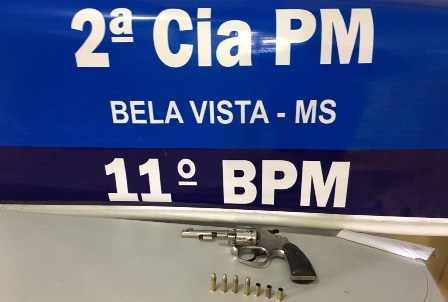 2ª Cia PM
BELA VISTA - MS
11º BPM